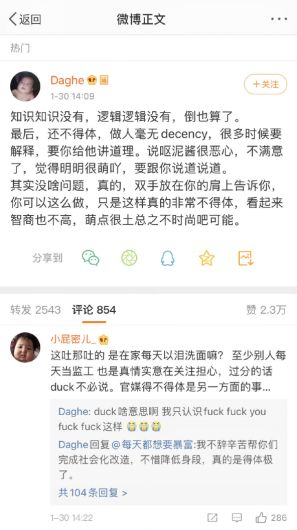 返回
微博正文
热门
Daghe
1-30 14:09
+关注
知识知识没有，逻辑逻辑没有，倒也算了。
最后，还不得体，做人毫无decency，很多时候要
解释，要你给他讲道理。说呕泥酱很恶心，不满意
了，觉得明明很萌吖，要跟你说道说道。
其实没啥问题，真的，双手放在你的肩上告诉你，
你可以这么做，只是这样真的非常不得体，看起来
智商也不高，萌点很土总之不时尚吧可能。
分享到
转发 2543 评论 854 赞 2.3万
小屁密儿_
这吐那吐的 是在家每天以泪洗面嘛？ 至少别人每
天当监工 也是真情实意在关注担心，过分的话
duck不必说。官媒得不得体是另一方面的事...
Daghe: duck啥意思啊 我只认识fuck fuck you
fuck fuck这样
Daghe回复@每天都想要暴富:我不辞辛苦帮你们
完成社会化改造，不惜降低身段，真的是得体极
了。
共104条回复 >
1-30 14:22
286